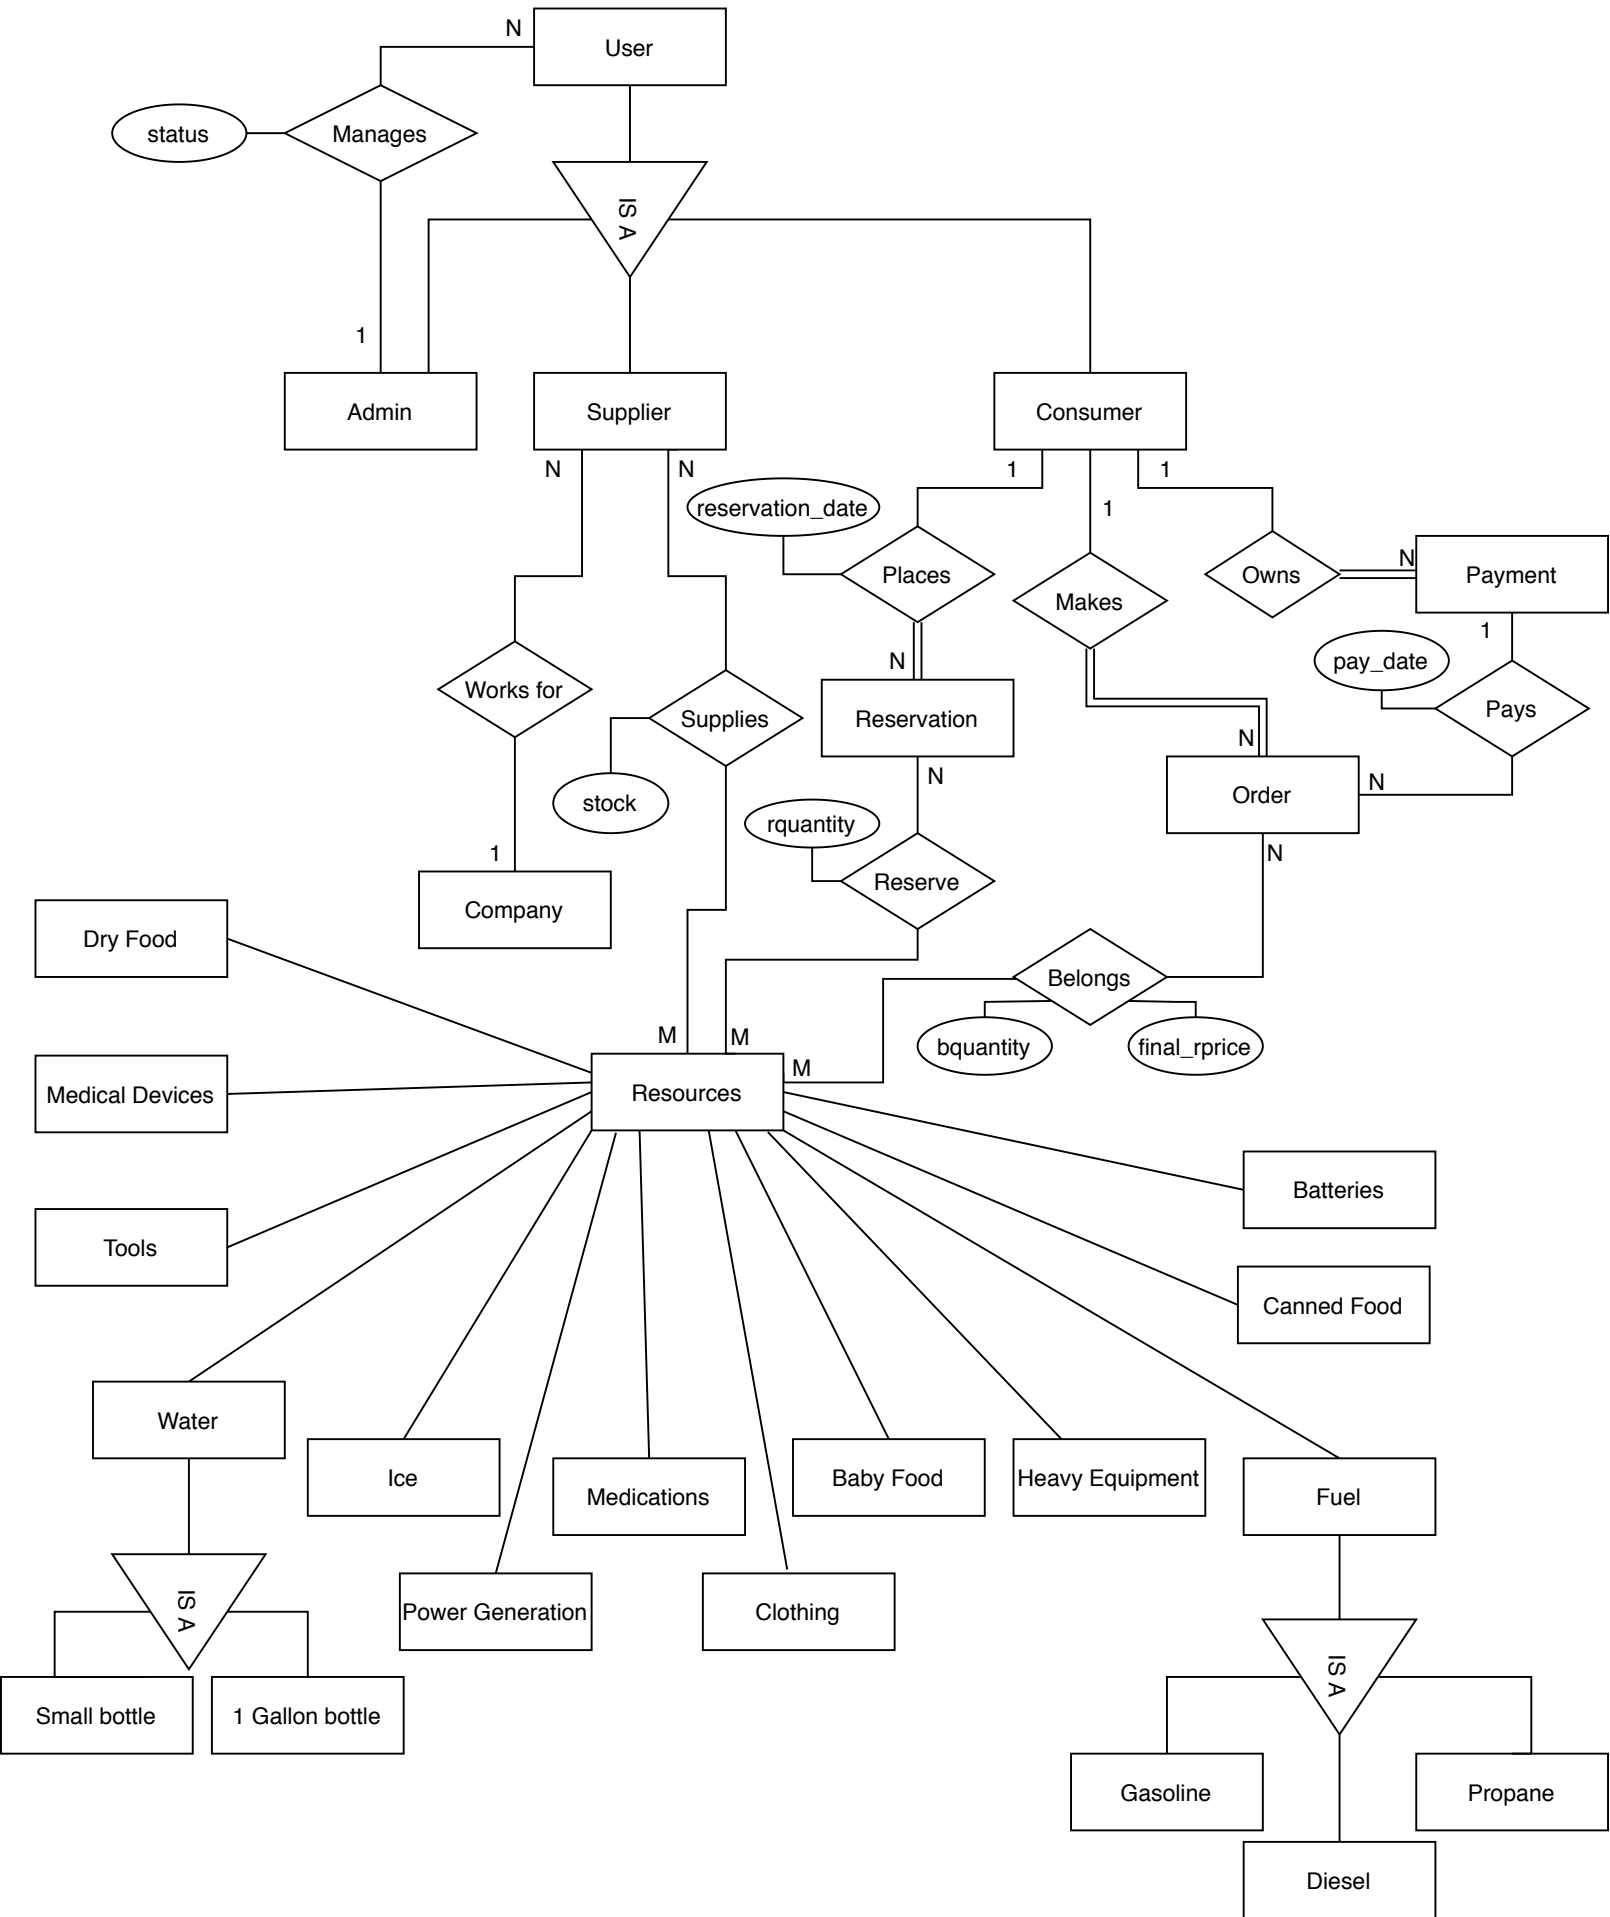 N
User
status
Manages
IS A
1
Admin
Supplier
Consumer
N
N
1
1
reservation_date
1
Places
Owns
N
Payment
Makes
1
N
pay_date
Works for
Supplies
Reservation
Pays
N
N
N
stock
rquantity
Order
1
N
Reserve
Company
Dry Food
Belongs
M
M
bquantity
final_rprice
M
Medical Devices
Resources
Batteries
Tools
Canned Food
Water
Ice
Medications
Baby Food
Heavy Equipment
Fuel
IS A
Power Generation
Clothing
IS A
Small bottle
1 Gallon bottle
Gasoline
Propane
Diesel